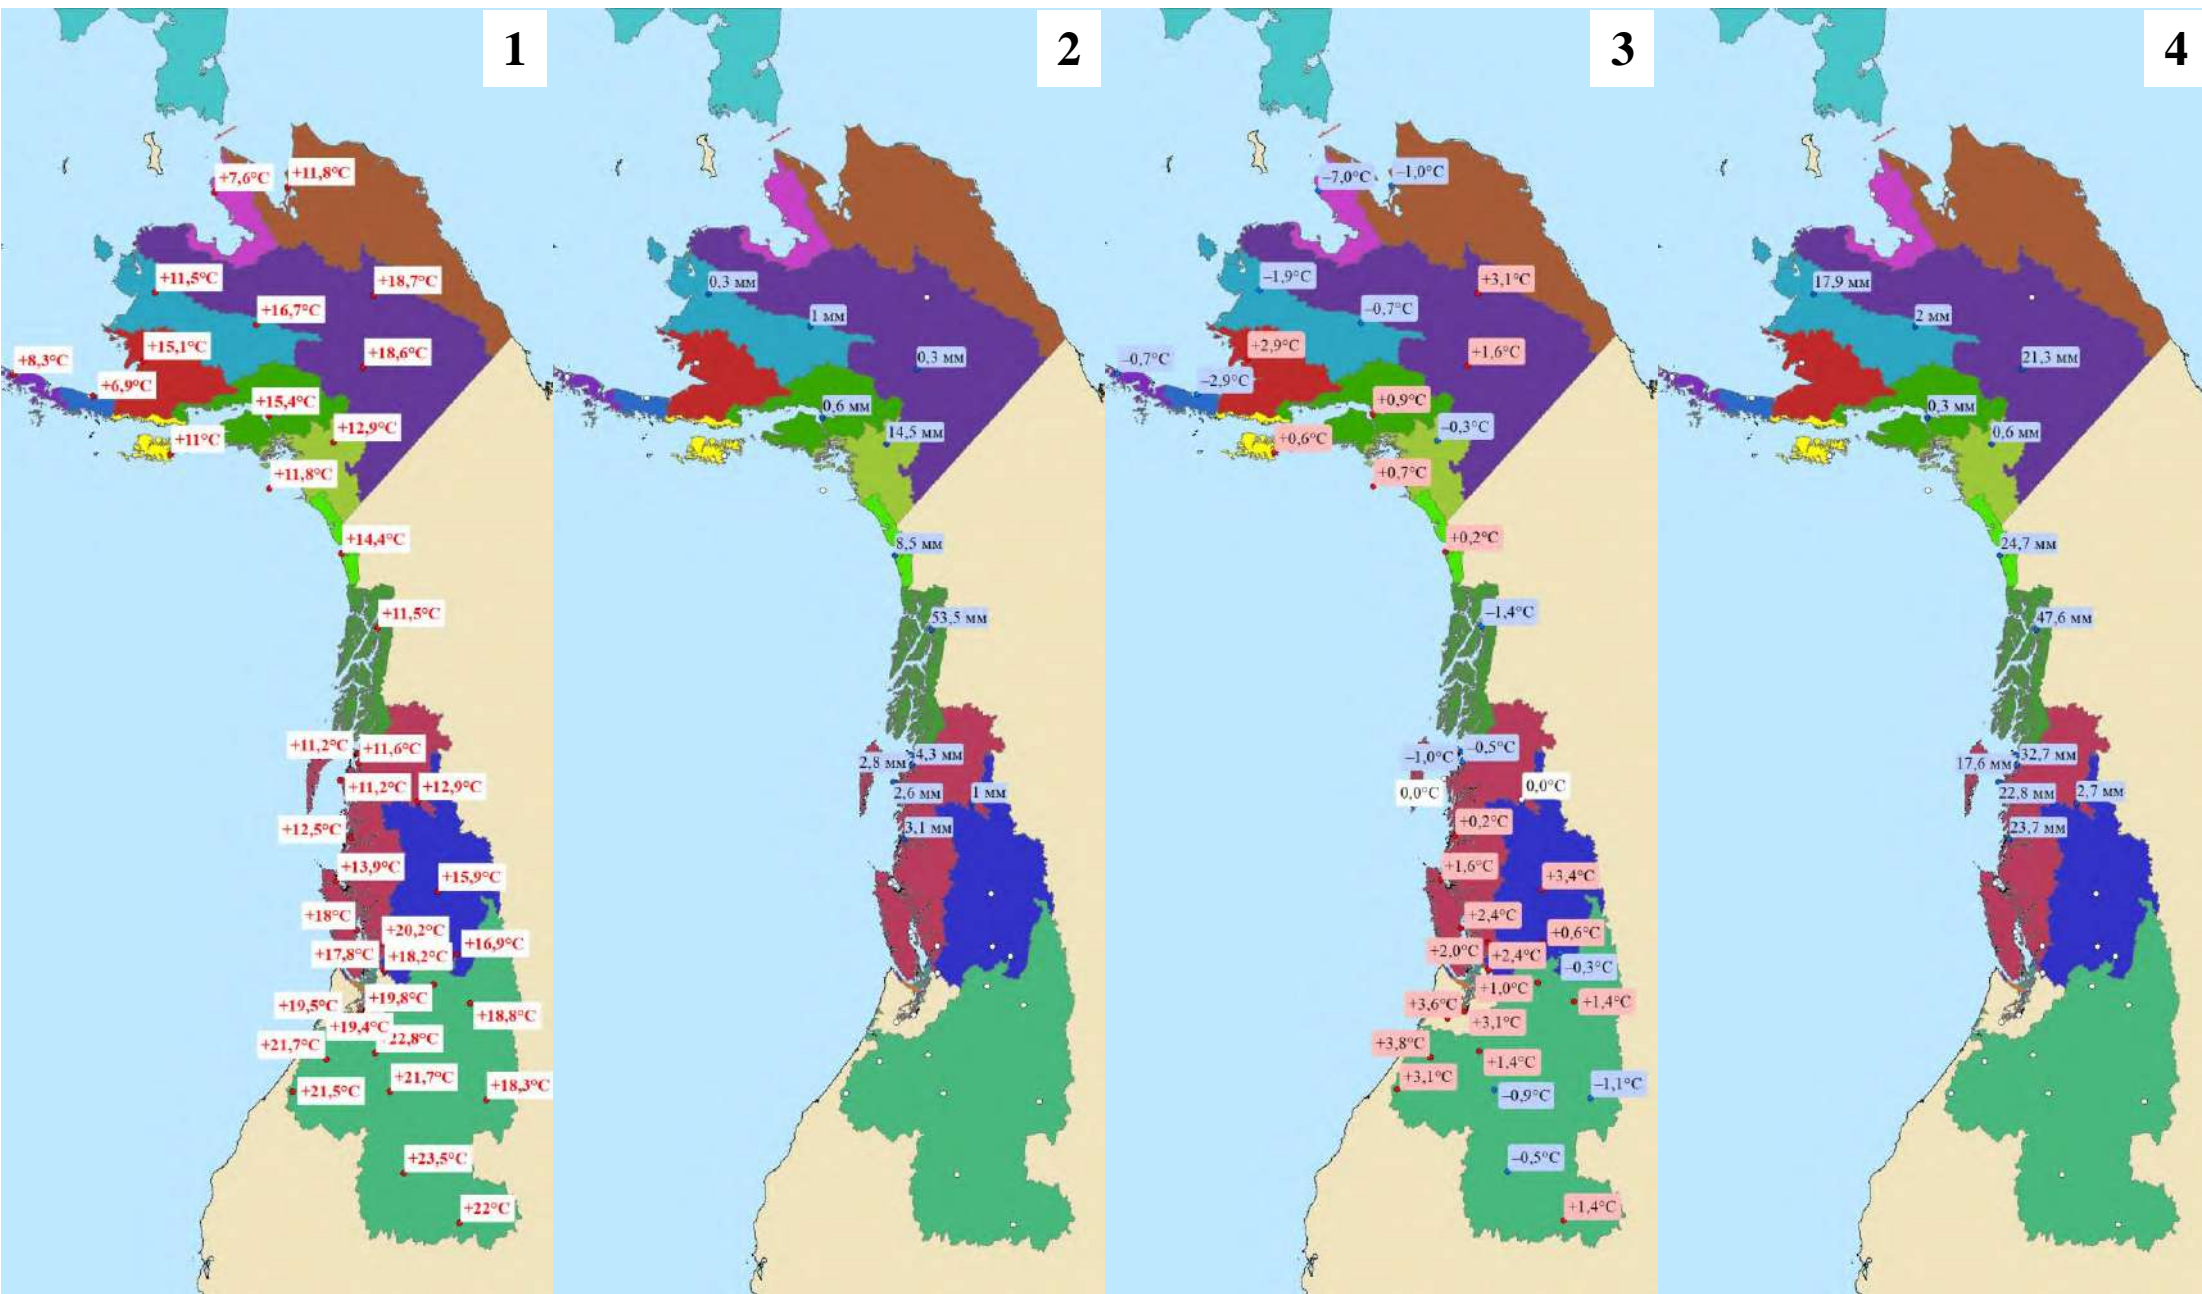 1
+7,6°C
+11,8°C
+11,5°C
+18,7°C
+16,7°C
+15,1°C
+18,6°C
+8,3°C
+6,9°C
+15,4°C
+12,9°C
+11°C
+11,8°C
+14,4°C
+11,5°C
+11,2°C
+11,6°C
+11,2°C
+12,9°C
+12,5°C
+13,9°C
+15,9°C
+18°C
+20,2°C
+16,9°C
+17,8°C
+18,2°C
+19,5°C
+19,8°C
+18,8°C
+19,4°C
22,8°C
+21,7°C
+21,7°C
+18,3°C
+21,5°C
+23,5°C
+22°C
2
0,3 мм
1 мм
0,3 мм
0,6 мм
14,5 мм
8,5 мм
53,5 мм
4,3 мм
2,8 мм
2,6 мм
1 мм
3,1 мм
3
–7,0°C
–1,0°C
–1,9°C
+3,1°C
–0,7°C
+2,9°C
+1,6°C
–0,7°C
–2,9°C
+0,9°C
–0,3°C
+0,6°C
+0,7°C
+0,2°C
–1,4°C
–0,5°C
–1,0°C
0,0°C
0,0°C
+0,2°C
+1,6°C
+3,4°C
+2,4°C
+0,6°C
+2,0°C
+2,4°C
–0,3°C
+1,0°C
+3,6°C
+1,4°C
+3,1°C
+3,8°C
+1,4°C
+3,1°C
–1,1°C
–0,9°C
–0,5°C
+1,4°C
4
17,9 мм
2 мм
21,3 мм
0,3 мм
0,6 мм
24,7 мм
47,6 мм
32,7 мм
17,6 мм
22,8 мм
2,7 мм
23,7 мм